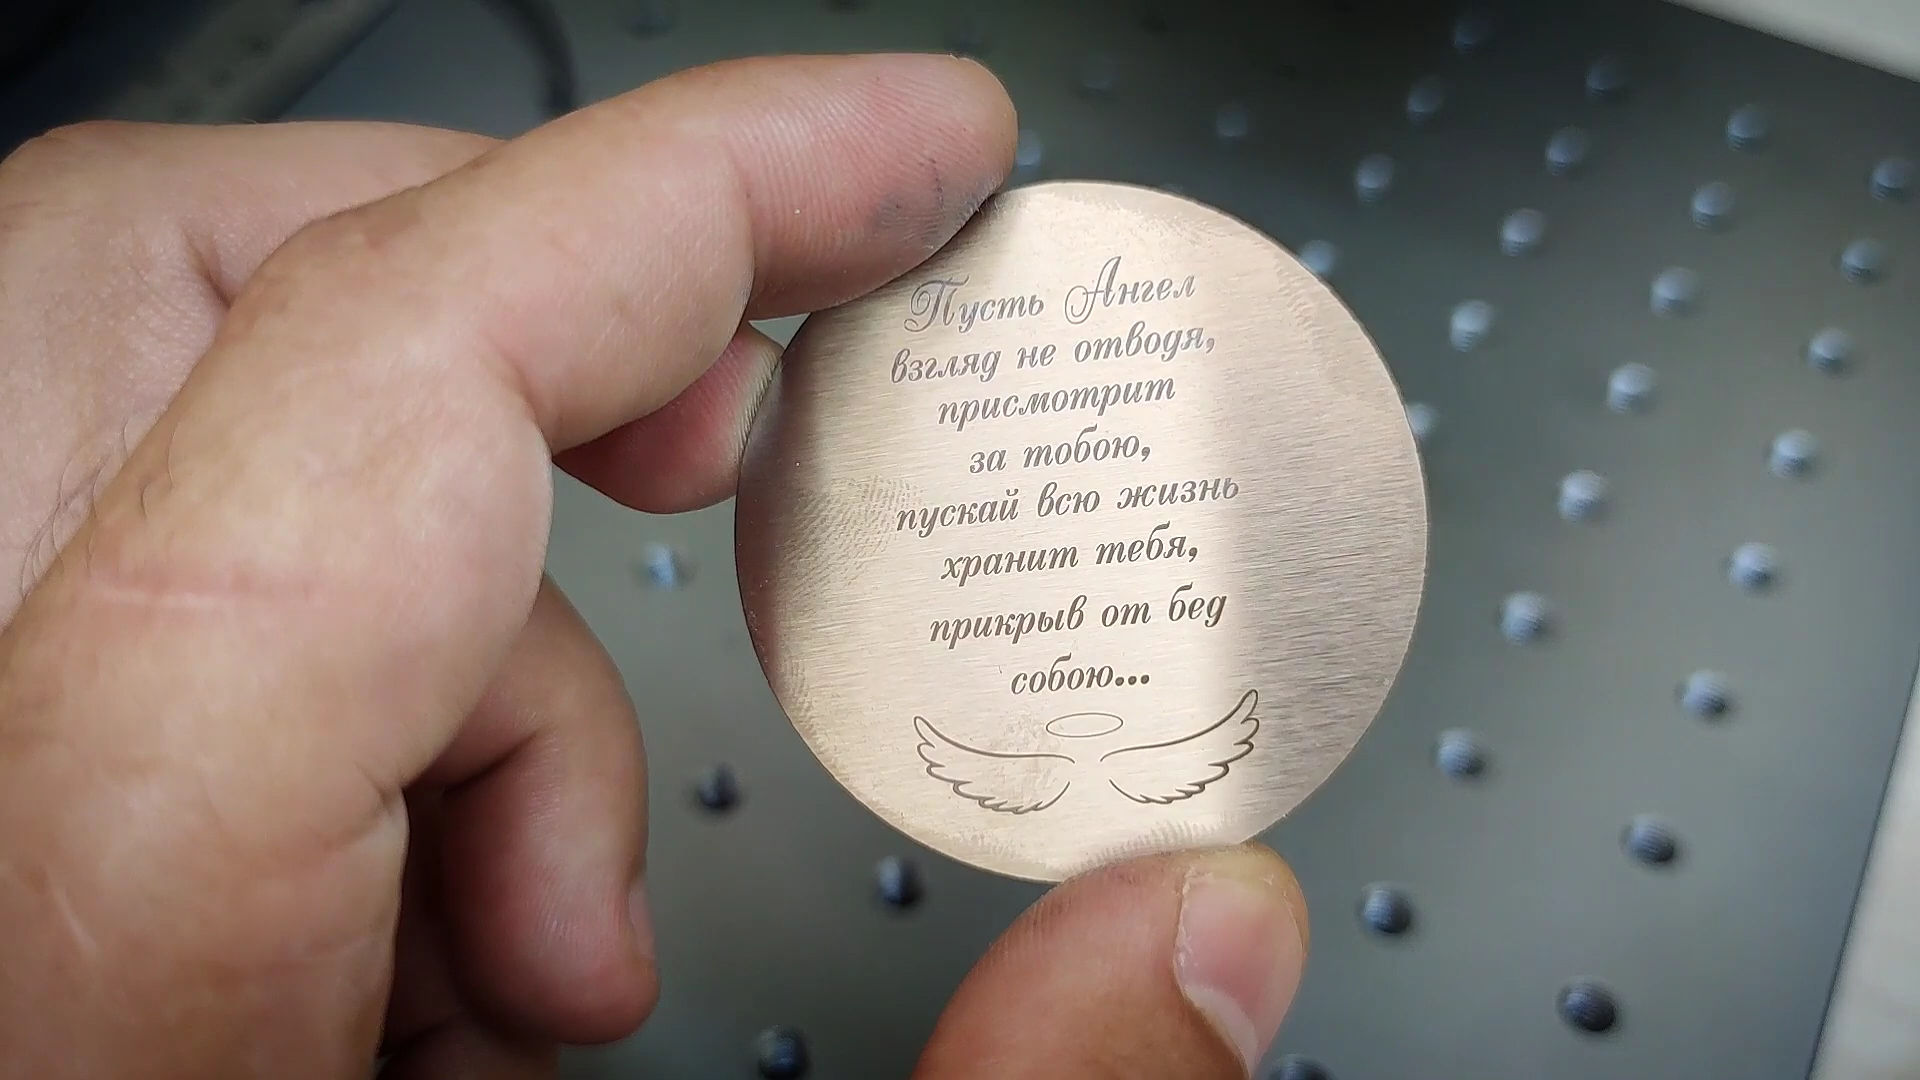 Пусть Ангел
взгляд не отводя,
присмотрит
за тобою,
пускай всю жизнь
хранит тебя,
прикрыв от бед
собою...